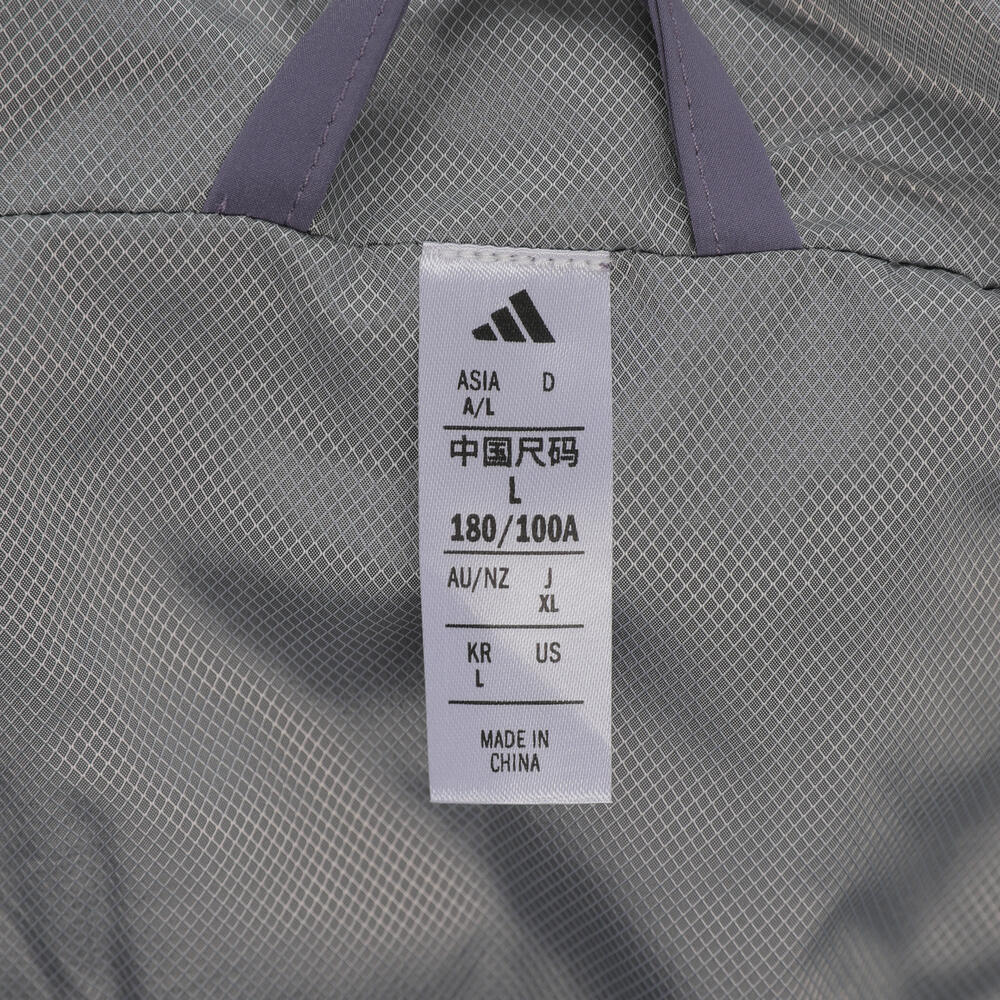 ASIA D
A/L
中国尺码
L
180/100A
AU/NZ J
XL
KR US
L
MADE IN
CHINA